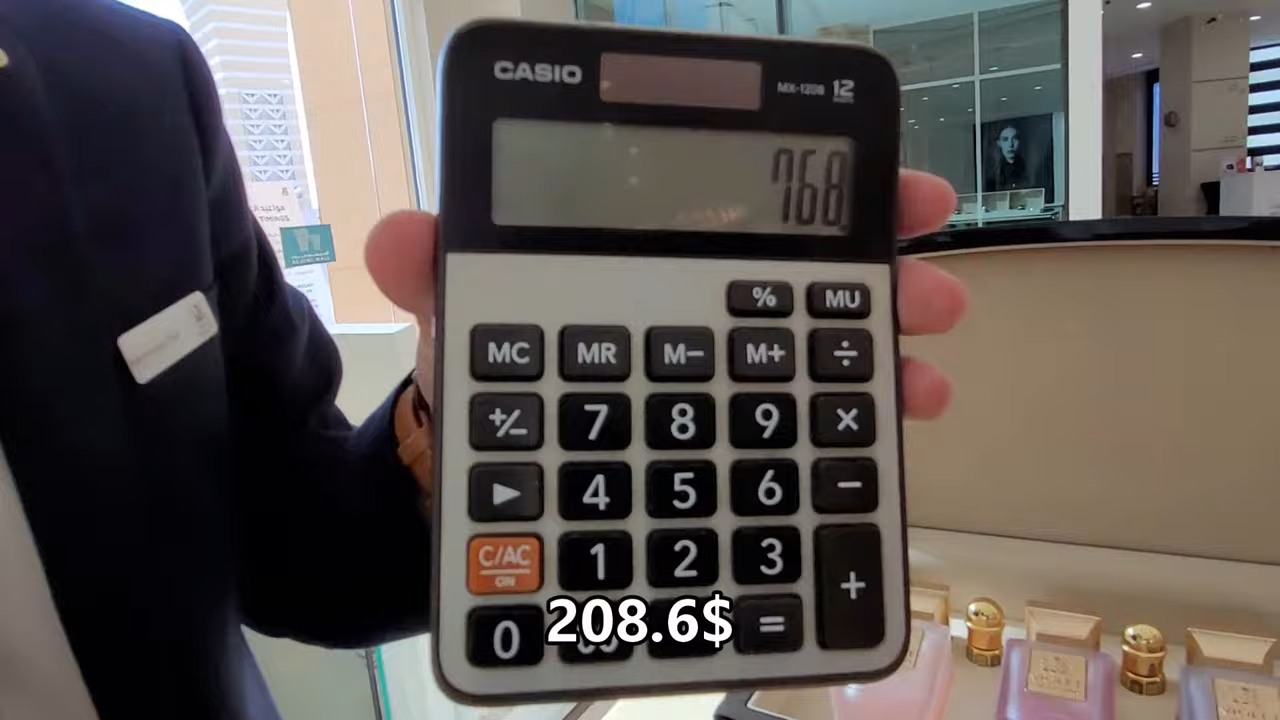 CASIO
MX-120B 12
768
% MU
MC MR M− M+ ÷
+/− 7 8 9 ×
▶ 4 5 6 −
C/AC 1 2 3 +
ON
0 =
208.6$
TIMINGS